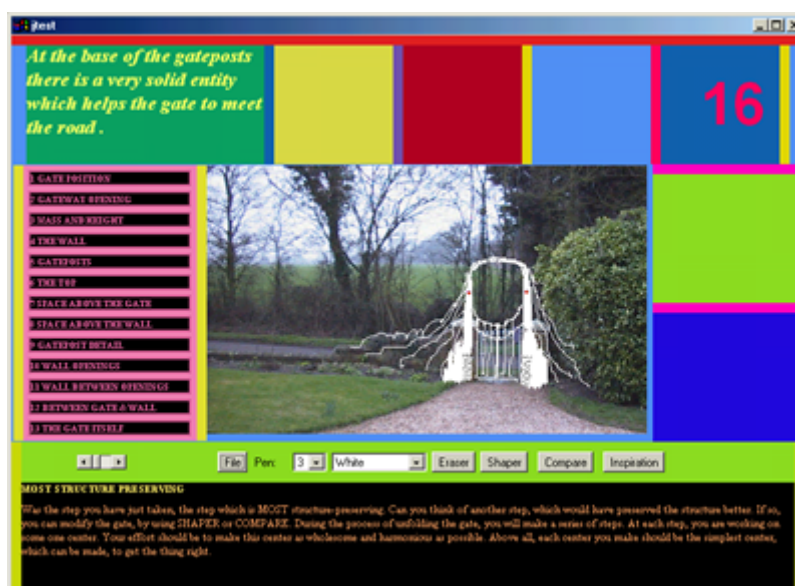 jtest
At the base of the gateposts
there is a very solid entity
which helps the gate to meet
the road .
16
1 GATE POSITION
2 GATEWAY OPENING
3 MASS AND HEIGHT
4 THE WALL
5 GATEPOSTS
6 THE TOP
7 SPACE ABOVE THE GATE
8 SPACE ABOVE THE WALL
9 GATEPOST DETAIL
10 WALL OPENINGS
11 WALL BETWEEN OPENINGS
12 BETWEEN GATE & WALL
13 THE GATE ITSELF
File Pen: 3 White Eraser Shaper Compare Inspiration
MOST STRUCTURE PRESERVING
Was the step you have just taken, the step which is MOST structure-preserving. Can you think of another step, which would have preserved the structure better. If so,
you can modify the gate, by using SHAPER or COMPARE. During the process of unfolding the gate, you will make a series of steps. At each step, you are working on
some one center. Your effort should be to make this center as wholesome and harmonious as possible. Above all, each center you make should be the simplest center,
which can be made, to get the thing right.